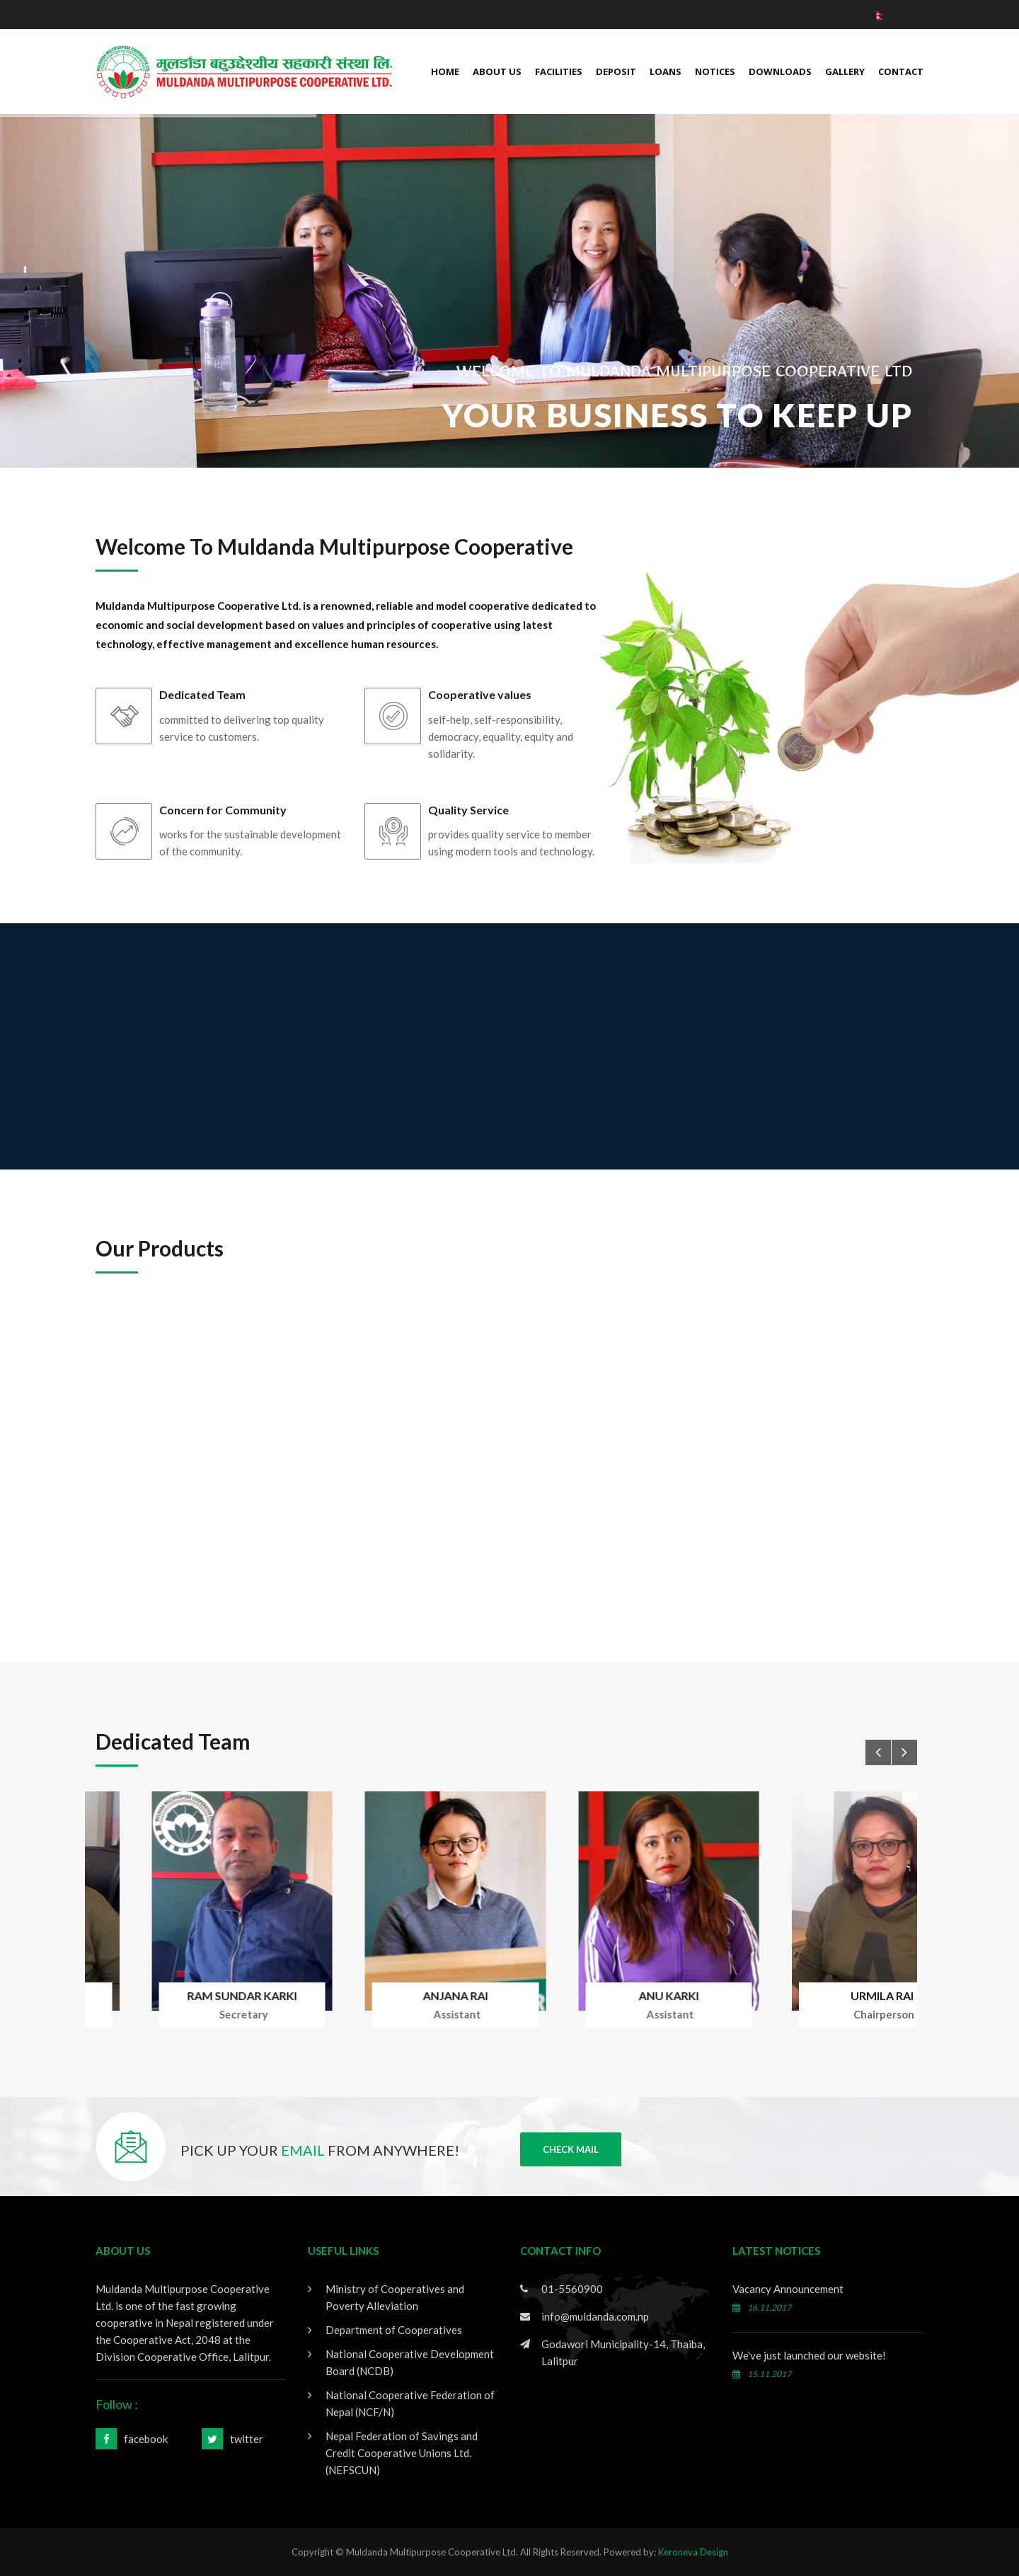 मुलडाँडा बहुउद्देश्यीय सहकारी संस्था लि.
MULDANDA MULTIPURPOSE COOPERATIVE LTD.
HOME ABOUT US FACILITIES DEPOSIT LOANS NOTICES DOWNLOADS GALLERY CONTACT
WELCOME TO MULDANDA MULTIPURPOSE COOPERATIVE LTD
YOUR BUSINESS TO KEEP UP
Welcome To Muldanda Multipurpose Cooperative
Muldanda Multipurpose Cooperative Ltd. is a renowned, reliable and model cooperative dedicated to
economic and social development based on values and principles of cooperative using latest
technology, effective management and excellence human resources.
Dedicated Team
committed to delivering top quality
service to customers.
Cooperative values
self-help, self-responsibility,
democracy, equality, equity and
solidarity.
Concern for Community
works for the sustainable development
of the community.
Quality Service
provides quality service to member
using modern tools and technology.
Our Products
Dedicated Team
RAM SUNDAR KARKI
Secretary
ANJANA RAI
Assistant
ANU KARKI
Assistant
URMILA RAI
Chairperson
PICK UP YOUR EMAIL FROM ANYWHERE!
CHECK MAIL
ABOUT US
Muldanda Multipurpose Cooperative
Ltd. is one of the fast growing
cooperative in Nepal registered under
the Cooperative Act, 2048 at the
Division Cooperative Office, Lalitpur.
Follow :
facebook
twitter
USEFUL LINKS
Ministry of Cooperatives and
Poverty Alleviation
Department of Cooperatives
National Cooperative Development
Board (NCDB)
National Cooperative Federation of
Nepal (NCF/N)
Nepal Federation of Savings and
Credit Cooperative Unions Ltd.
(NEFSCUN)
CONTACT INFO
01-5560900
info@muldanda.com.np
Godawori Municipality-14, Thaiba,
Lalitpur
LATEST NOTICES
Vacancy Announcement
16.11.2017
We've just launched our website!
15.11.2017
Copyright © Muldanda Multipurpose Cooperative Ltd. All Rights Reserved. Powered by: Keroneva Design